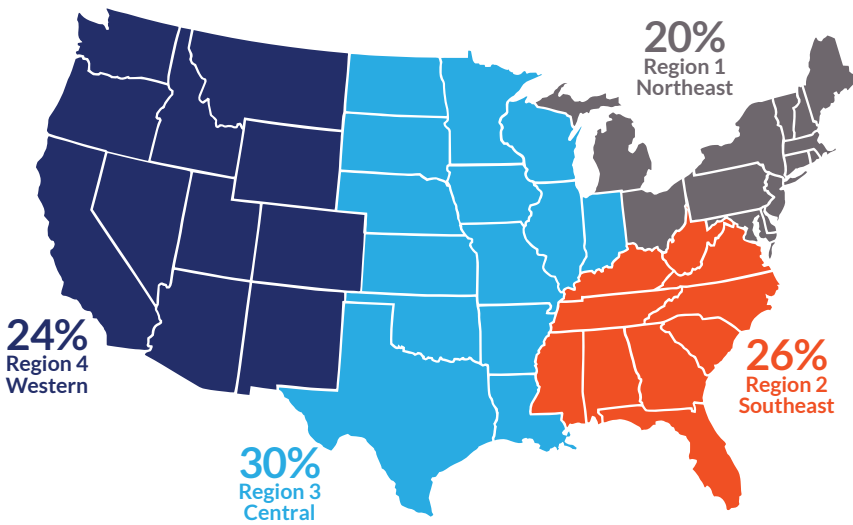 20%
Region 1
Northeast
24%
Region 4
Western
26%
Region 2
Southeast
30%
Region 3
Central